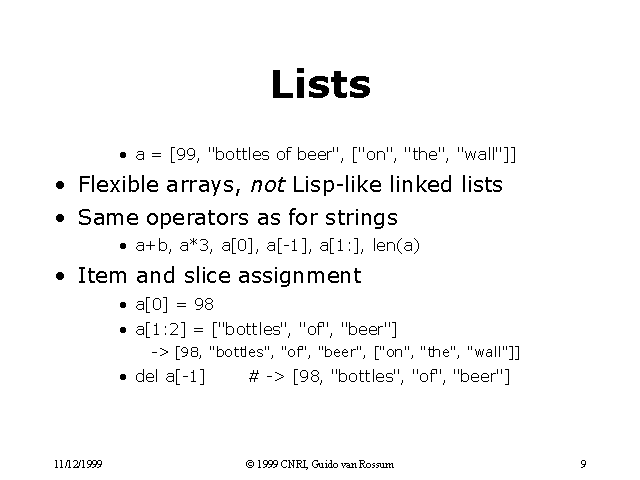 Lists
• a = [99, "bottles of beer", ["on", "the", "wall"]]
• Flexible arrays, not Lisp-like linked lists
• Same operators as for strings
• a+b, a*3, a[0], a[-1], a[1:], len(a)
• Item and slice assignment
• a[0] = 98
• a[1:2] = ["bottles", "of", "beer"]
-> [98, "bottles", "of", "beer", ["on", "the", "wall"]]
• del a[-1] # -> [98, "bottles", "of", "beer"]
11/12/1999 © 1999 CNRI, Guido van Rossum 9